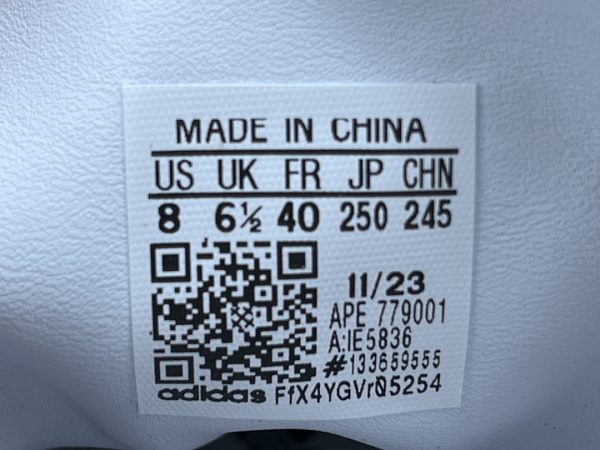 MADE IN CHINA
US UK FR JP CHN
8 6½ 40 250 245
11/23
APE 779001
A:IE5836
#133659555
adidas FfX4YGVr05254